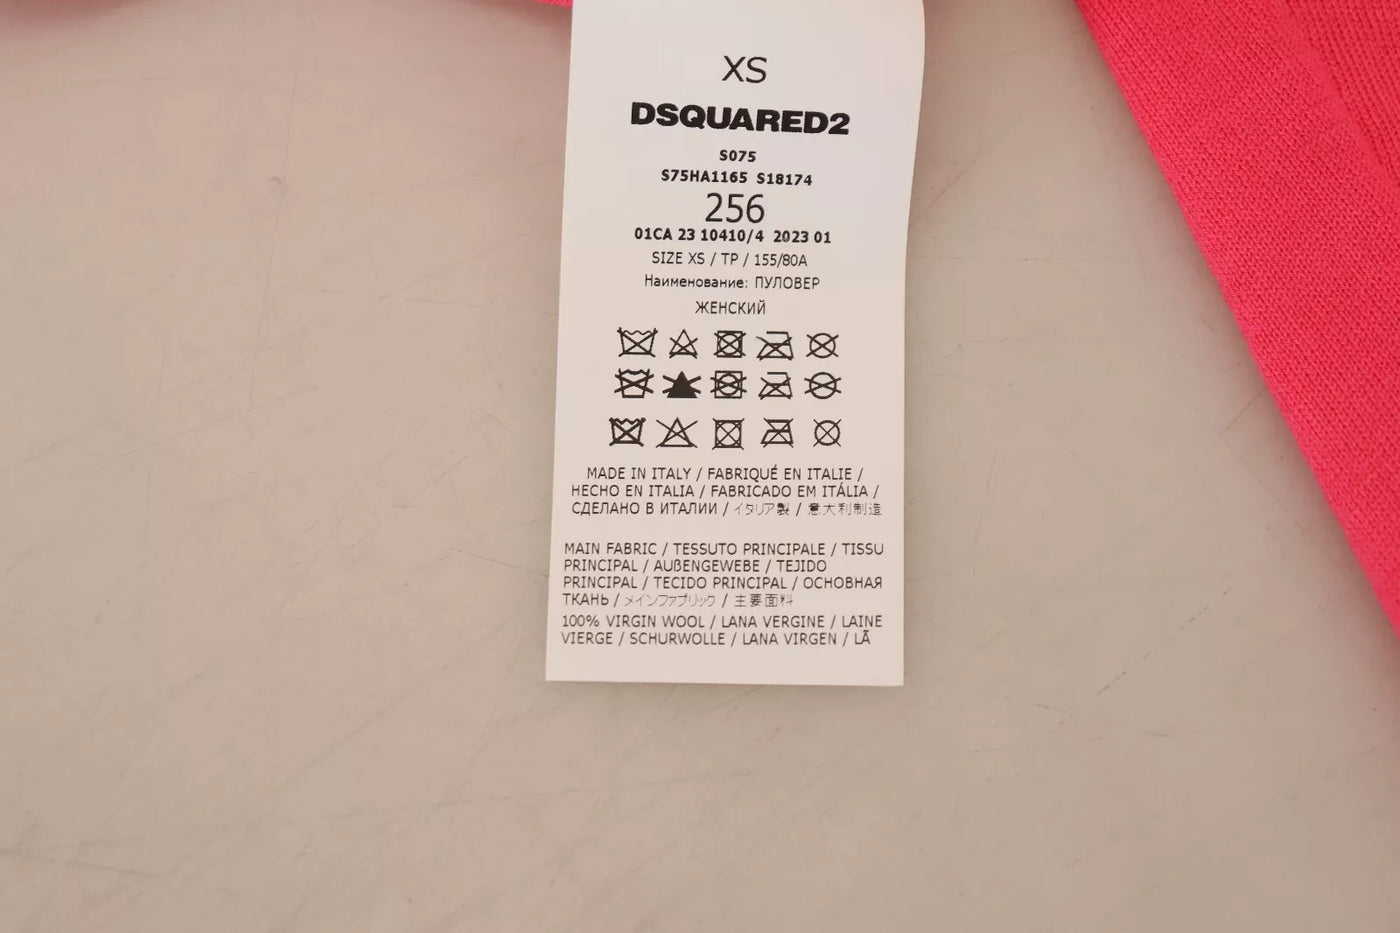 XS
DSQUARED2
S075
S75HA1165 S18174
256
01CA 23 10410/4 2023 01
SIZE XS / TP / 155/80A
Наименование: ПУЛОВЕР
ЖЕНСКИЙ
MADE IN ITALY / FABRIQUÉ EN ITALIE /
HECHO EN ITALIA / FABRICADO EM ITÁLIA /
СДЕЛАНО В ИТАЛИИ / イタリア製 / 意大利制造
MAIN FABRIC / TESSUTO PRINCIPALE / TISSU
PRINCIPAL / AUßENGEWEBE / TEJIDO
PRINCIPAL / TECIDO PRINCIPAL / ОСНОВНАЯ
ТКАНЬ / メインファブリック / 主要面料
100% VIRGIN WOOL / LANA VERGINE / LAINE
VIERGE / SCHURWOLLE / LANA VIRGEN / LÃ